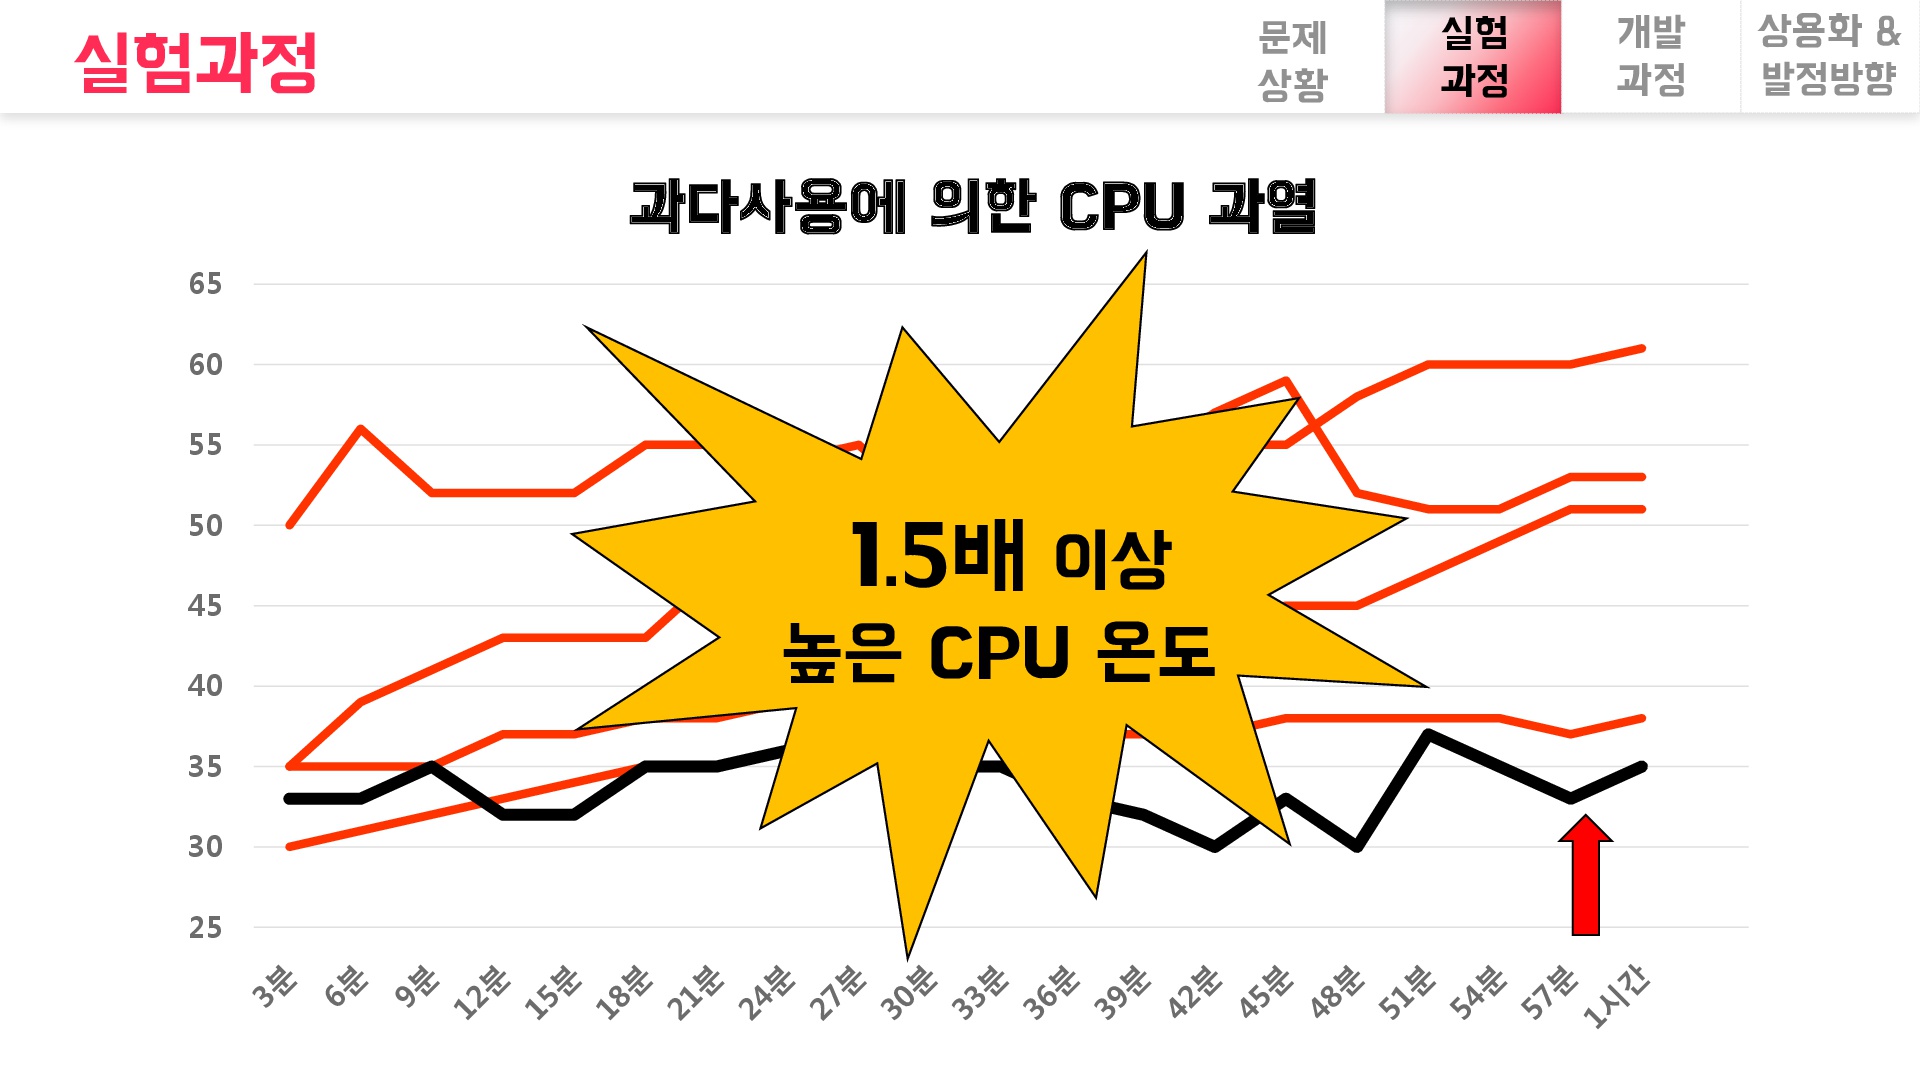 실험과정
문제
상황
실험
과정
개발
과정
상용화 &
발정방향
과다사용에 의한 CPU 과열
65
60
55
50
45
40
35
30
25
1.5배 이상
높은 CPU 온도
3분
6분
9분
12분
15분
18분
21분
24분
27분
30분
33분
36분
39분
42분
45분
48분
51분
54분
57분
1시간